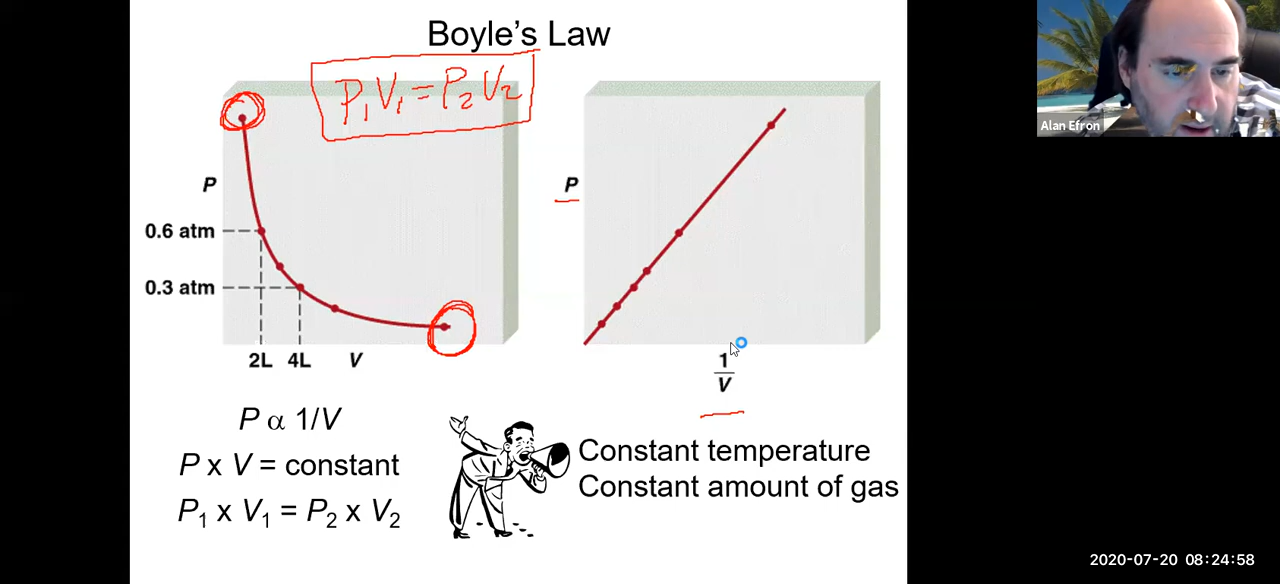 Boyle's Law
P₁V₁ = P₂V₂
P
0.6 atm
0.3 atm
2L 4L V
P
1
V
P α 1/V
P x V = constant
P₁ x V₁ = P₂ x V₂
Constant temperature
Constant amount of gas
Alan Efron
2020-07-20 08:24:58